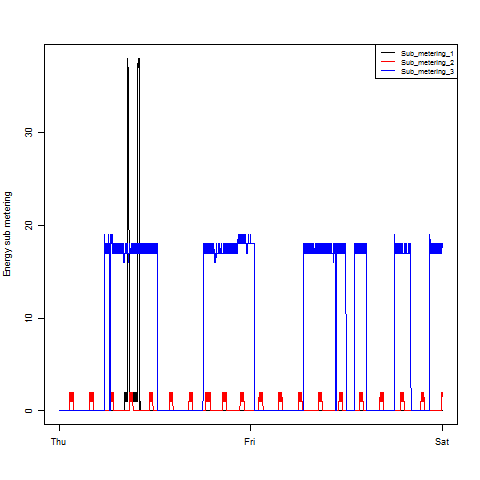 Sub_metering_1
Sub_metering_2
Sub_metering_3
Energy sub metering
30
20
10
0
Thu
Fri
Sat